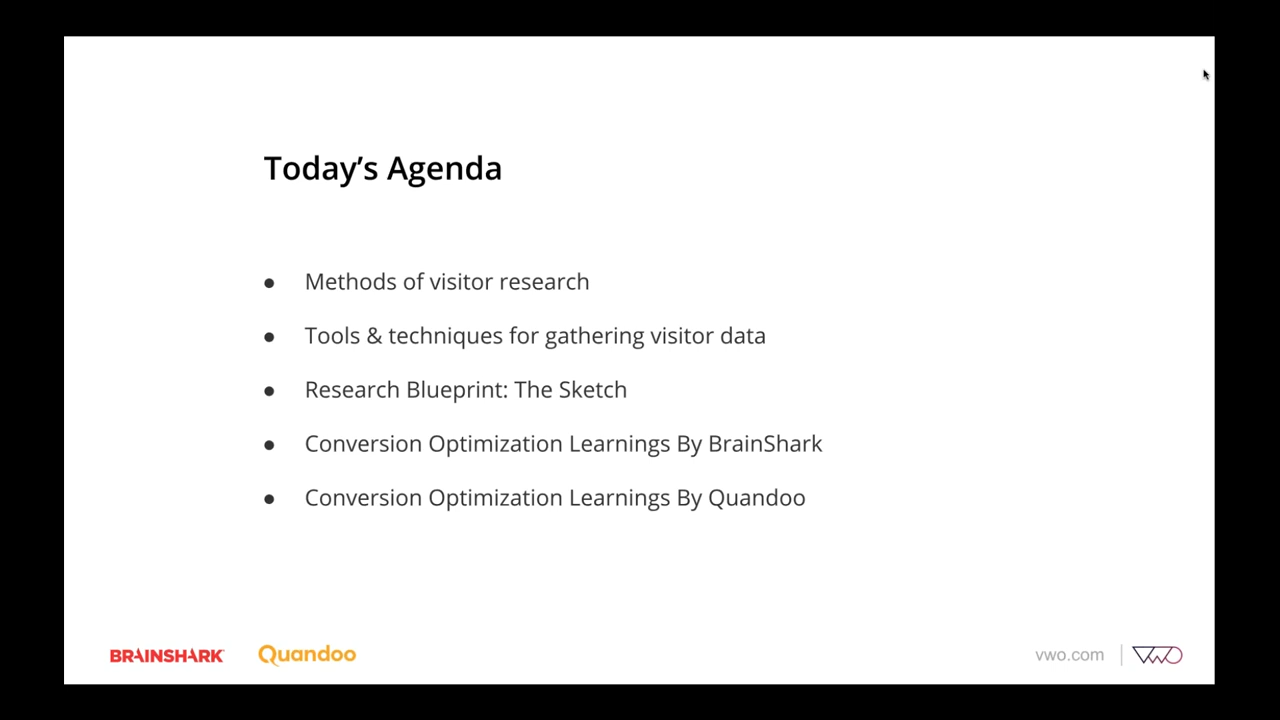 Today's Agenda
● Methods of visitor research
● Tools & techniques for gathering visitor data
● Research Blueprint: The Sketch
● Conversion Optimization Learnings By BrainShark
● Conversion Optimization Learnings By Quandoo
BRAINSHARK Quandoo vwo.com | VWO